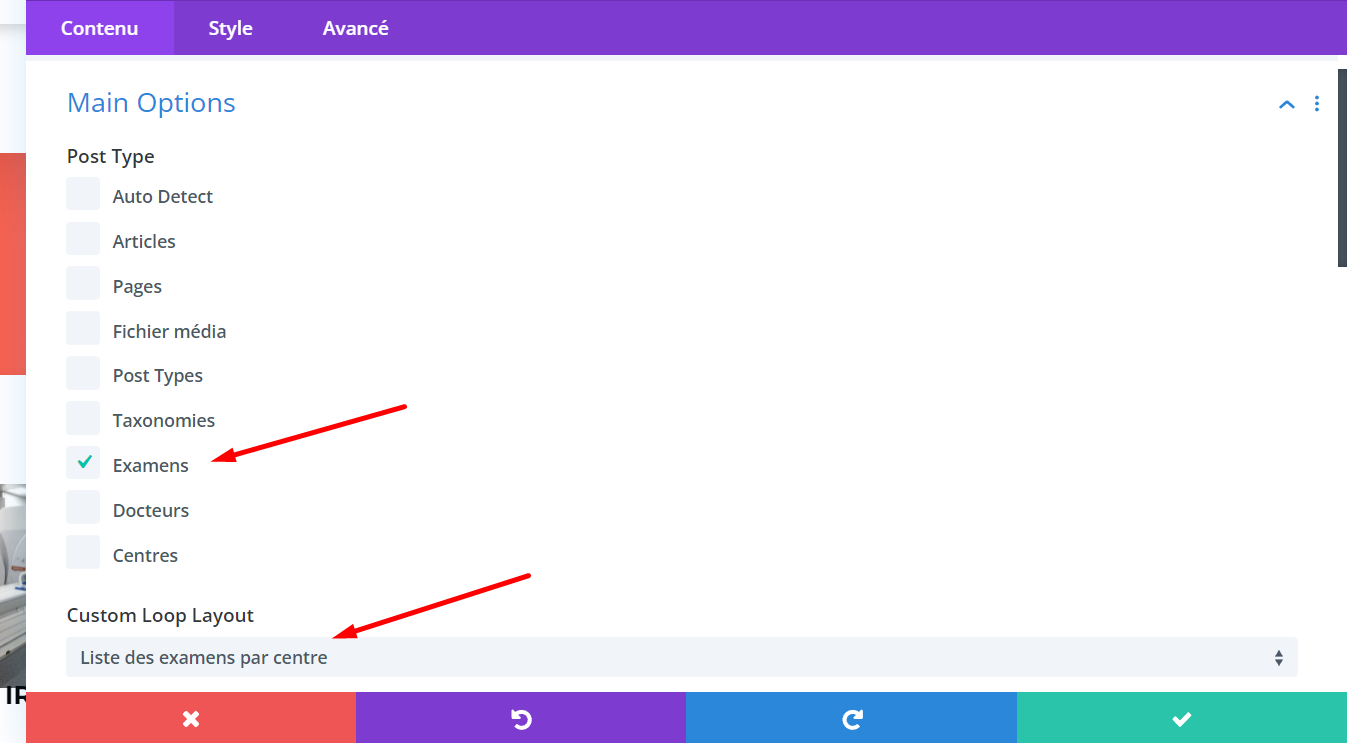 Contenu Style Avancé
Main Options
Post Type
Auto Detect
Articles
Pages
Fichier média
Post Types
Taxonomies
Examens
Docteurs
Centres
Custom Loop Layout
Liste des examens par centre